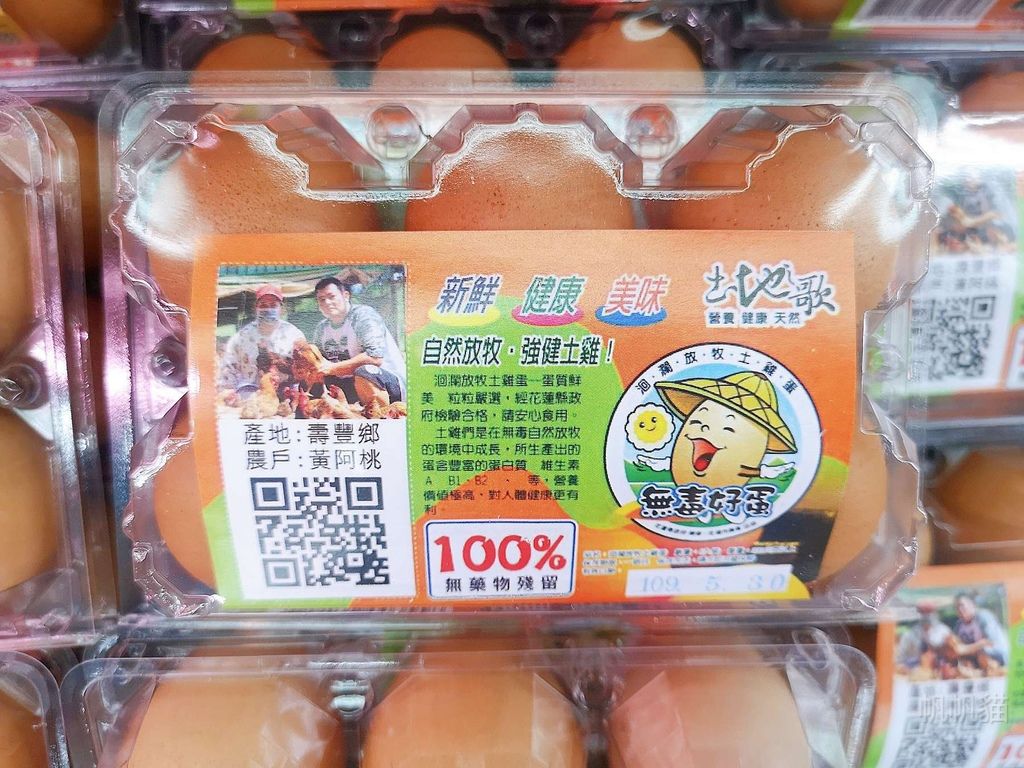 新鮮 健康 美味
土地歌
營養 健康 天然
自然放牧·強健土雞！
洄瀾放牧土雞蛋─蛋質鮮
美 粒粒嚴選，經花蓮縣政
府檢驗合格，請安心食用。
土雞們是在無毒自然放牧
的環境中成長，所生產出的
蛋含豐富的蛋白質 維生素
A B1、B2 、 等，營養
價值極高，對人體健康更有
利。
產地：壽豐鄉
農戶：黃阿桃
100%
無藥物殘留
洄·瀾·放·牧·土·雞·蛋
無毒好蛋
109. 5. 30
帆帆貓